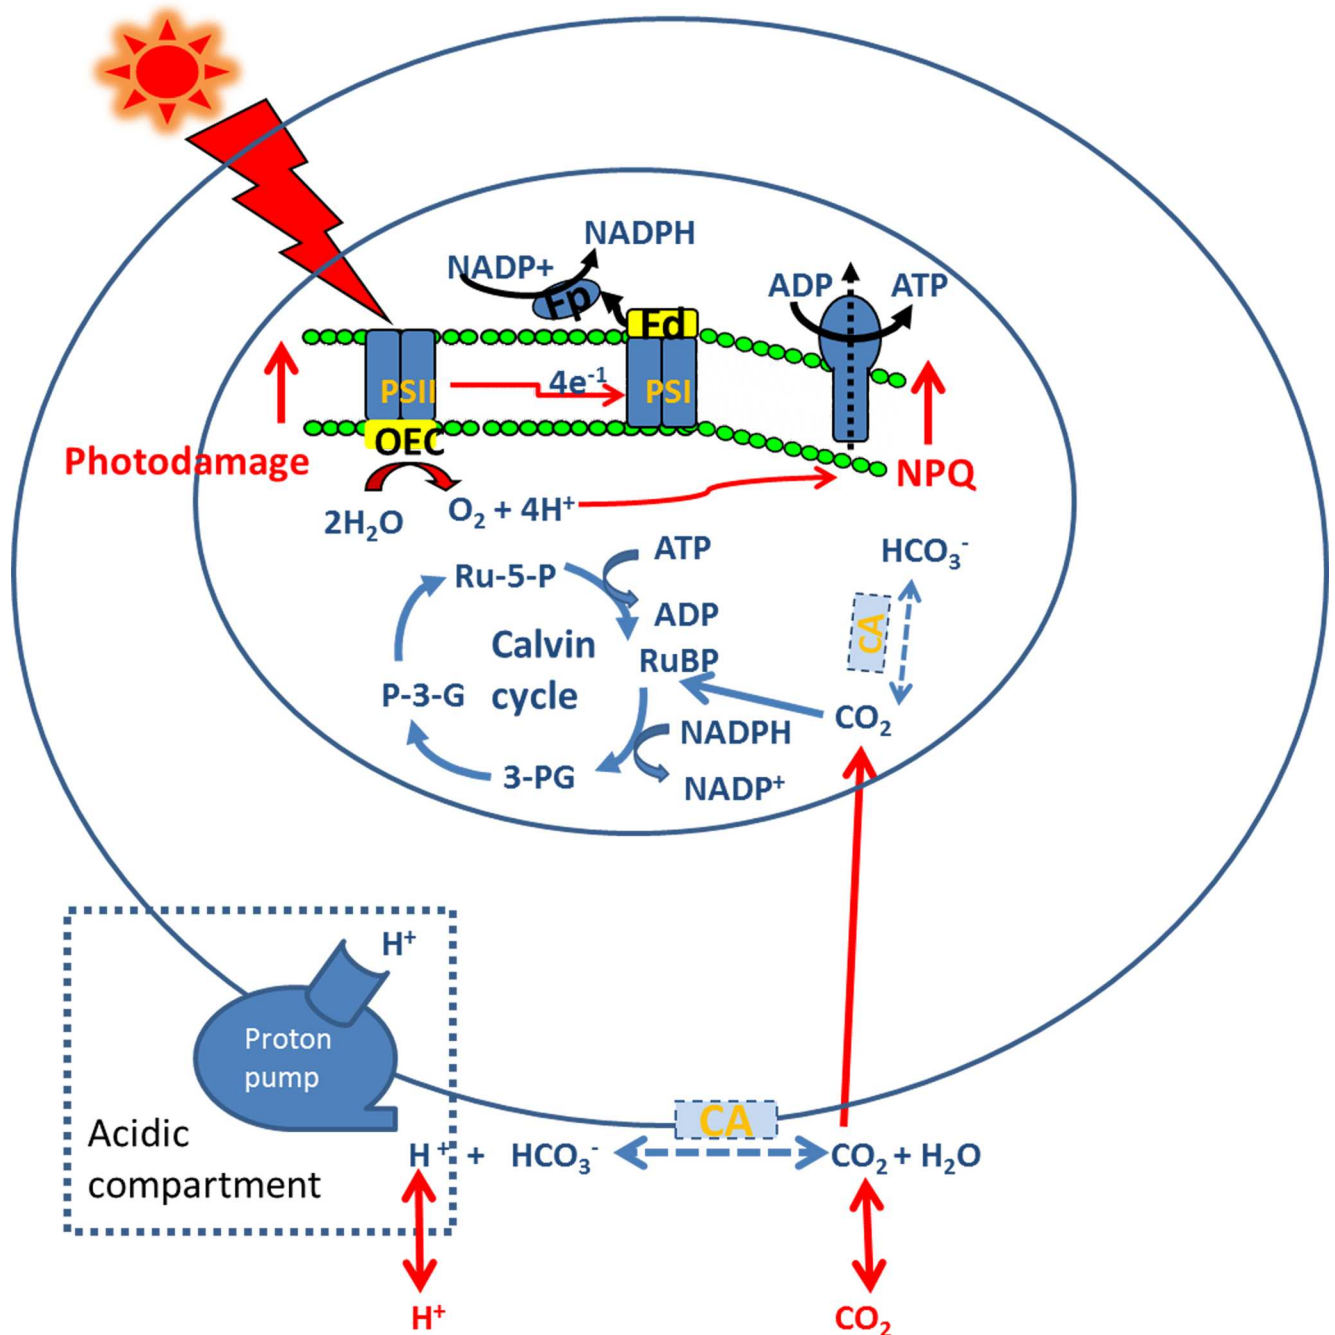 NADPH
NADP+
Fp
Fd
ADP
ATP
PSII
4e⁻¹
PSI
OEC
Photodamage
NPQ
2H₂O
O₂ + 4H⁺
HCO₃⁻
ATP
Ru-5-P
ADP
CA
Calvin
cycle
RuBP
P-3-G
CO₂
NADPH
3-PG
NADP⁺
H⁺
Proton
pump
CA
Acidic
compartment
H⁺ + HCO₃⁻
CO₂ + H₂O
H⁺
CO₂